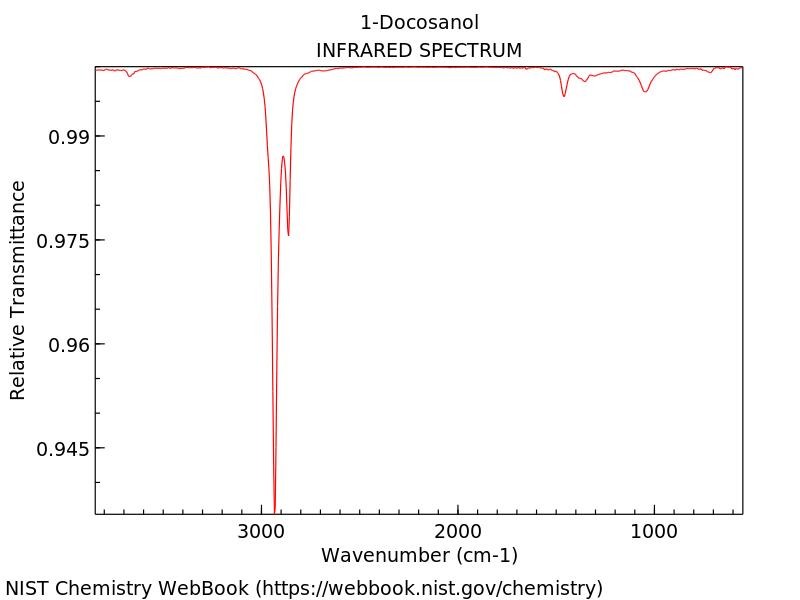 1-Docosanol
INFRARED SPECTRUM
0.99
0.975
0.96
0.945
Relative Transmittance
3000 2000 1000
Wavenumber (cm-1)
NIST Chemistry WebBook (https://webbook.nist.gov/chemistry)